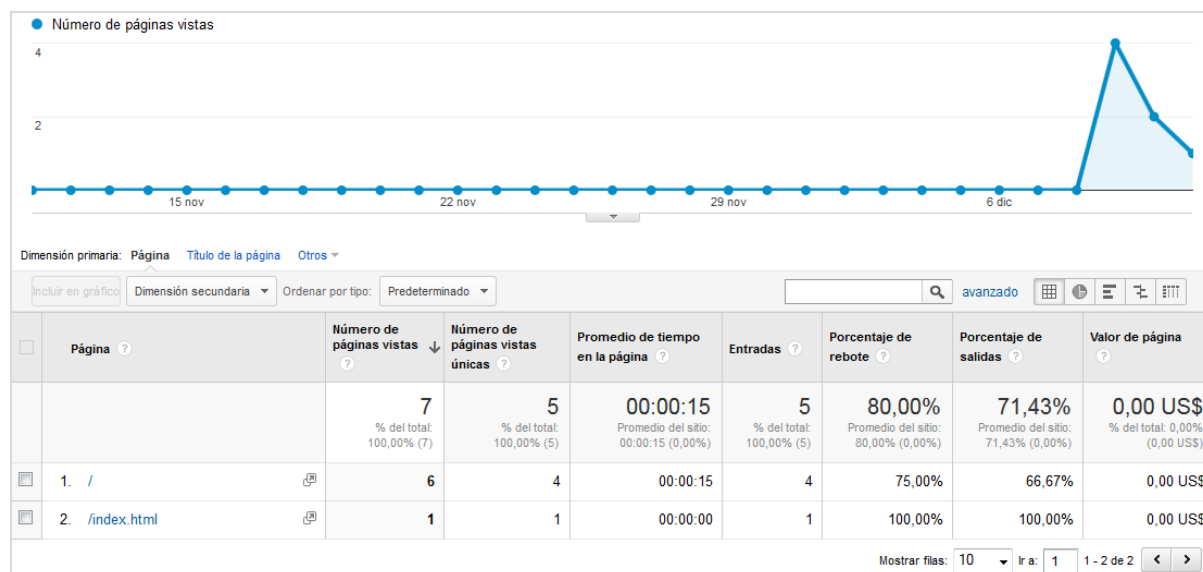 Número de páginas vistas
4
2
15 nov 22 nov 29 nov 6 dic
Dimensión primaria: Página Título de la página Otros
Incluir en gráfico Dimensión secundaria Ordenar por tipo: Predeterminado avanzado
Página ? Número de páginas vistas ? Número de páginas vistas únicas ? Promedio de tiempo en la página ? Entradas ? Porcentaje de rebote ? Porcentaje de salidas ? Valor de página ?
7 5 00:00:15 5 80,00% 71,43% 0,00 US$
% del total: % del total: Promedio del sitio: % del total: Promedio del sitio: Promedio del sitio: % del total: 0,00%
100,00% (7) 100,00% (5) 00:00:15 (0,00%) 100,00% (5) 80,00% (0,00%) 71,43% (0,00%) (0,00 US$)
1. / 6 4 00:00:15 4 75,00% 66,67% 0,00 US$
2. /index.html 1 1 00:00:00 1 100,00% 100,00% 0,00 US$
Mostrar filas: 10 Ir a: 1 1 - 2 de 2